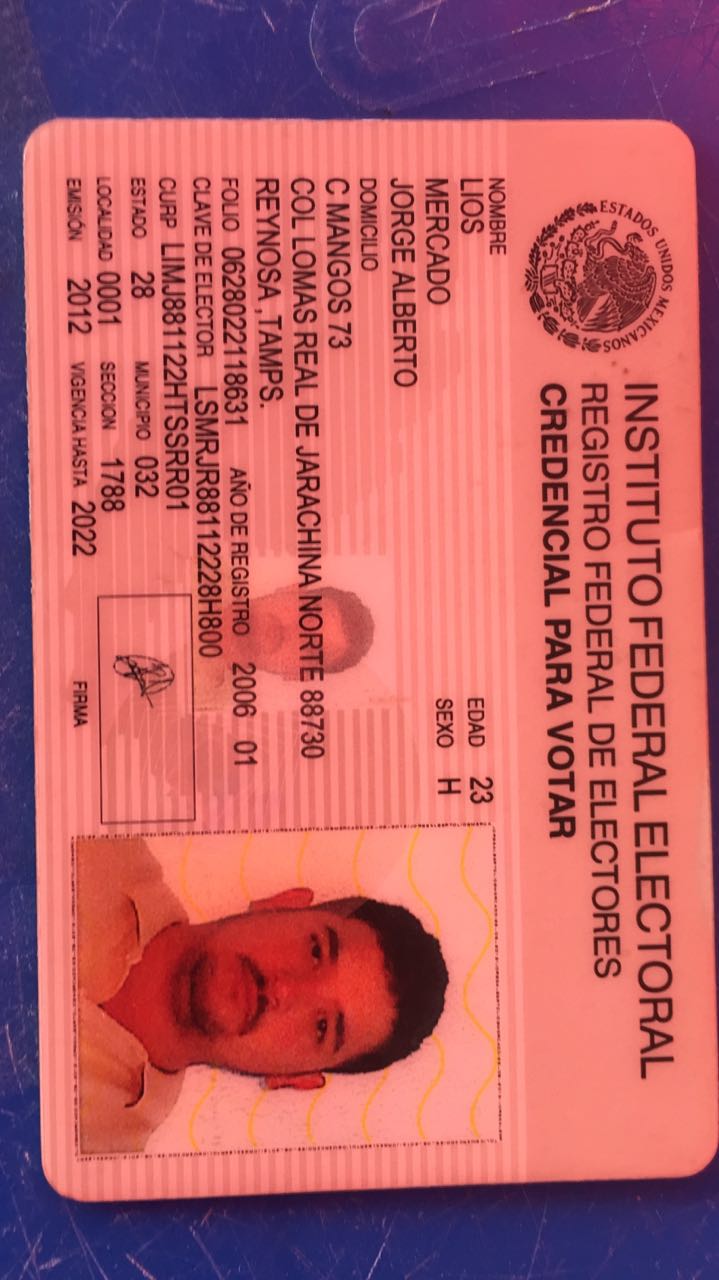 ESTADOS UNIDOS MEXICANOS
INSTITUTO FEDERAL ELECTORAL
REGISTRO FEDERAL DE ELECTORES
CREDENCIAL PARA VOTAR
NOMBRE
LIOS
MERCADO
JORGE ALBERTO
EDAD 23
SEXO H
DOMICILIO
C MANGOS 73
COL LOMAS REAL DE JARACHINA NORTE 88730
REYNOSA ,TAMPS.
FOLIO 0628022118631 AÑO DE REGISTRO 2006 01
CLAVE DE ELECTOR LSMRJR88112228H800
CURP LIMJ881122HTSSRR01
ESTADO 28 MUNICIPIO 032
LOCALIDAD 0001 SECCION 1788
EMISIÓN 2012 VIGENCIA HASTA 2022
FIRMA